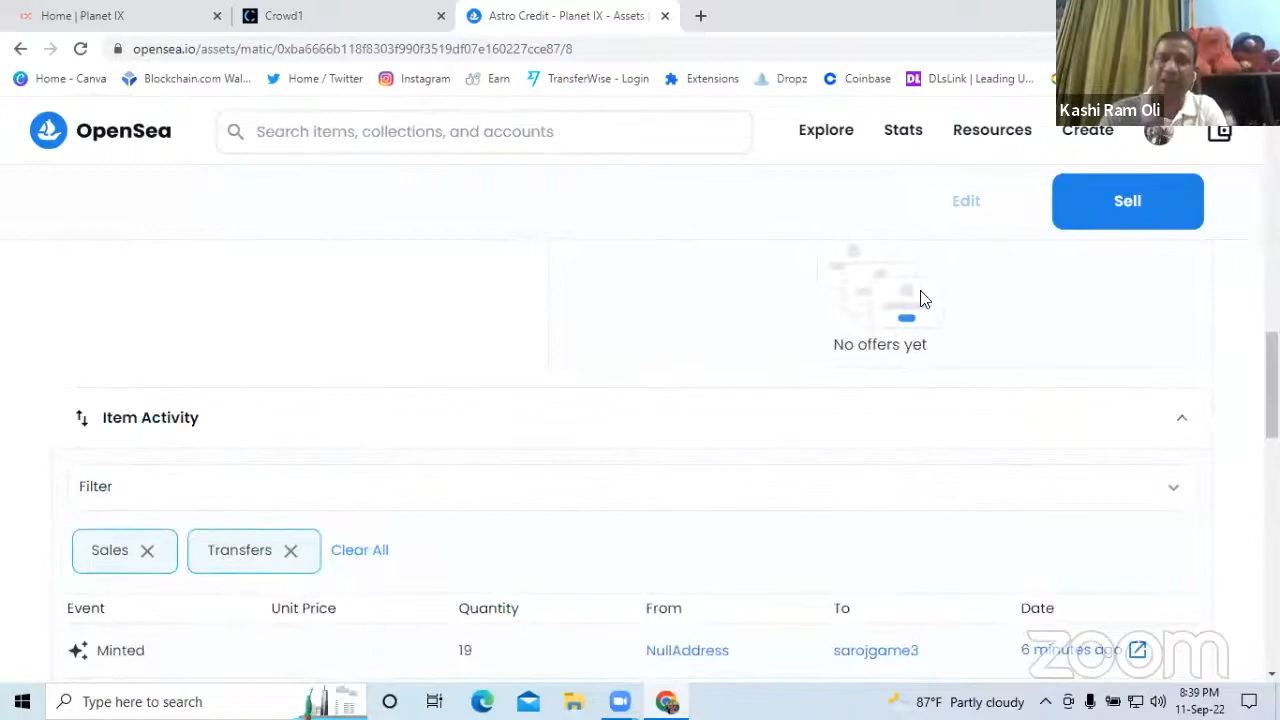 Home | Planet IX
Crowd1
Astro Credit - Planet IX - Assets
opensea.io/assets/matic/0xba6666b118f8303f990f3519df07e160227cce87/8
Home - Canva
Blockchain.com Wal...
Home / Twitter
Instagram
Earn
TransferWise - Login
Extensions
Dropz
Coinbase
DL
DLsLink | Leading U...
Kashi Ram Oli
OpenSea
Search items, collections, and accounts
Explore
Stats
Resources
Create
Edit
Sell
No offers yet
Item Activity
Filter
Sales
Transfers
Clear All
Event
Unit Price
Quantity
From
To
Date
Minted
19
NullAddress
sarojgame3
6 minutes ago
zoom
Type here to search
87°F Partly cloudy
8:39 PM
11-Sep-22